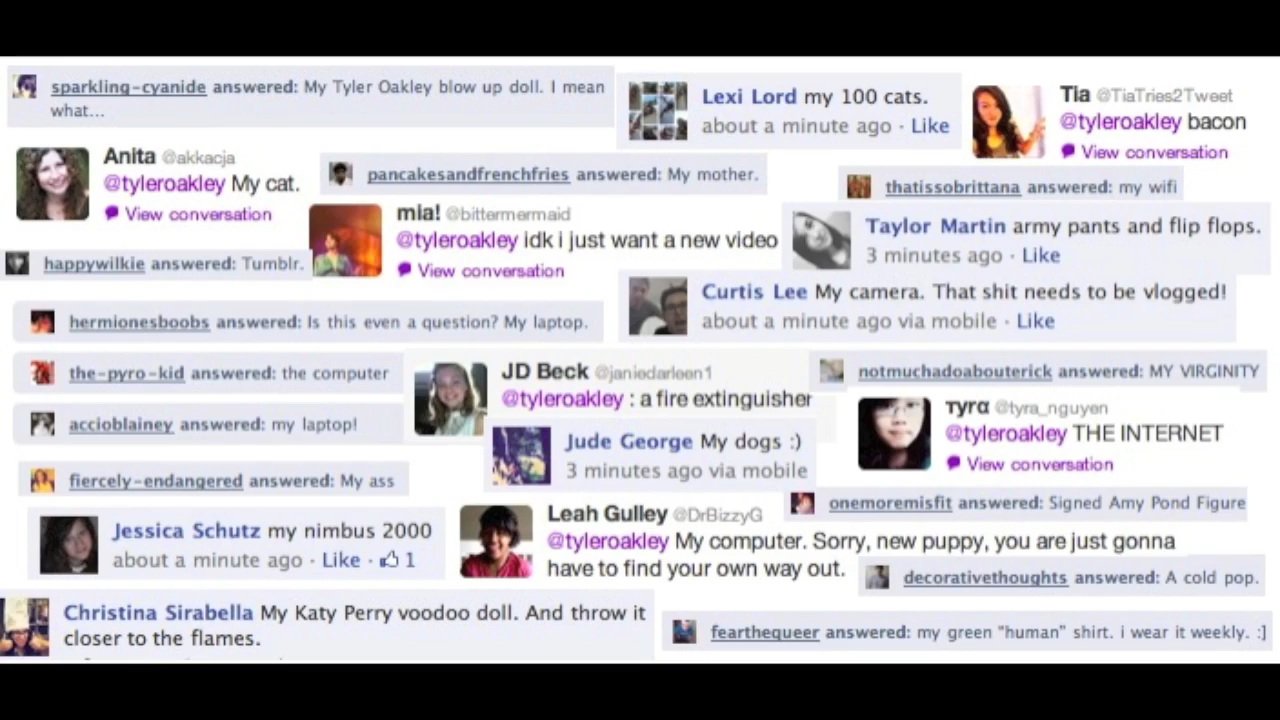 sparkling-cyanide answered: My Tyler Oakley blow up doll. I mean
what...
Lexi Lord my 100 cats.
about a minute ago · Like
Tia @TiaTries2Tweet
@tyleroakley bacon
View conversation
Anita @akkacja
@tyleroakley My cat.
View conversation
pancakesandfrenchfries answered: My mother.
thatissobrittana answered: my wifi
mia! @bittermermaid
@tyleroakley idk i just want a new video
View conversation
Taylor Martin army pants and flip flops.
3 minutes ago · Like
happywilkie answered: Tumblr.
Curtis Lee My camera. That shit needs to be vlogged!
about a minute ago via mobile · Like
hermionesboobs answered: Is this even a question? My laptop.
the-pyro-kid answered: the computer
JD Beck @janiedarleen1
@tyleroakley : a fire extinguisher
notmuchadoabouterick answered: MY VIRGINITY
accioblainey answered: my laptop!
Jude George My dogs :)
3 minutes ago via mobile
тyrα @tyra_nguyen
@tyleroakley THE INTERNET
View conversation
fiercely-endangered answered: My ass
onemoremisfit answered: Signed Amy Pond Figure
Jessica Schutz my nimbus 2000
about a minute ago · Like · 1
Leah Gulley @DrBizzyG
@tyleroakley My computer. Sorry, new puppy, you are just gonna
have to find your own way out.
decorativethoughts answered: A cold pop.
Christina Sirabella My Katy Perry voodoo doll. And throw it
closer to the flames.
fearthequeer answered: my green "human" shirt. i wear it weekly. :]